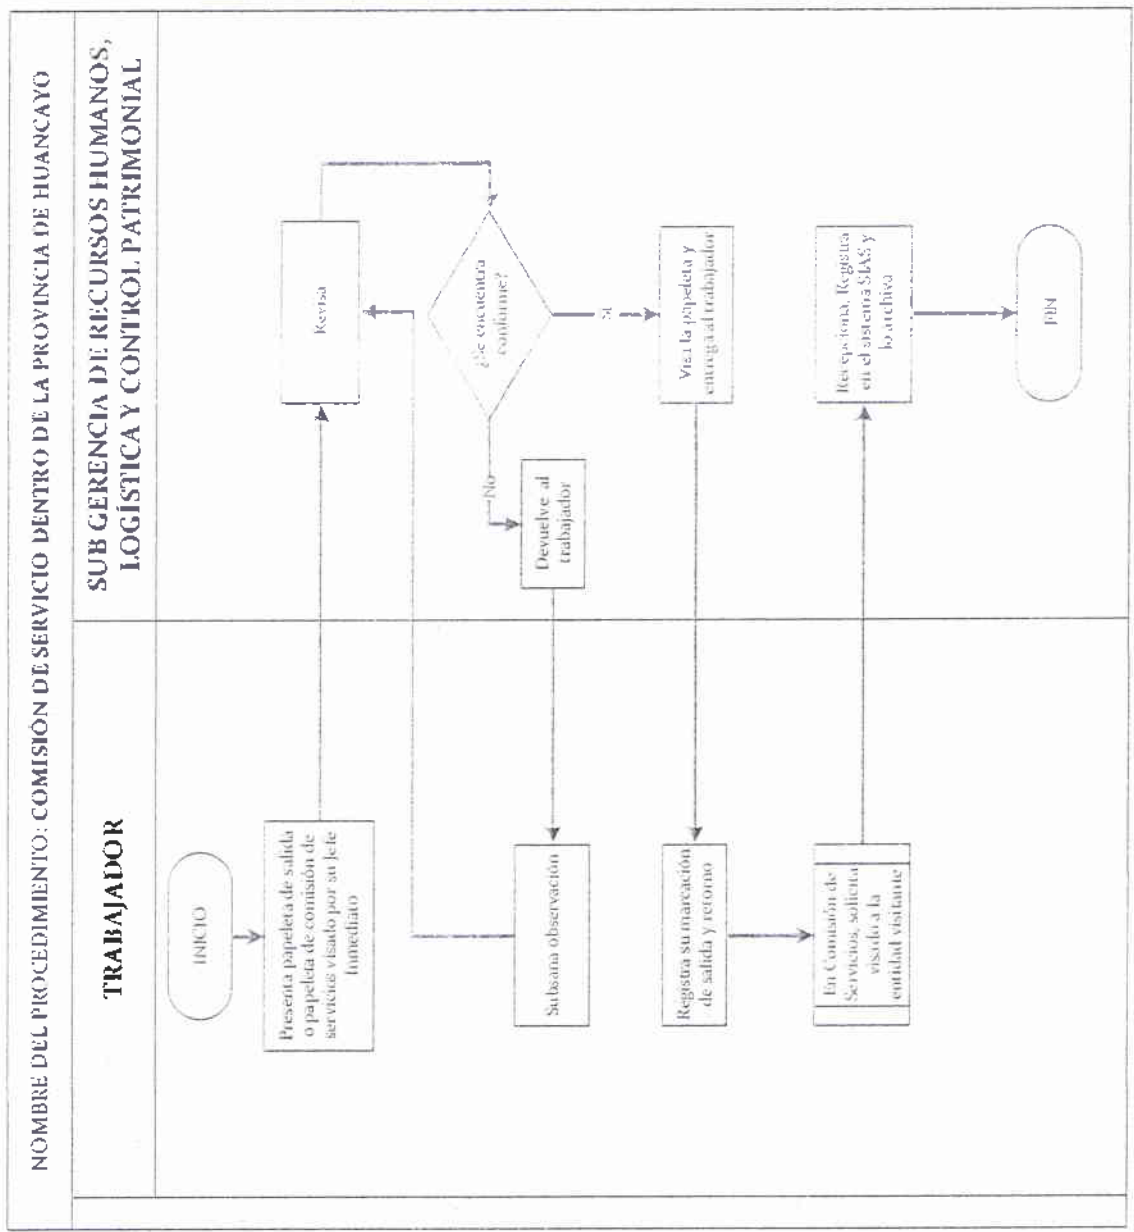 NOMBRE DEL PROCEDIMIENTO: COMISIÓN DE SERVICIO DENTRO DE LA PROVINCIA DE HUANCAYO
TRABAJADOR
SUB GERENCIA DE RECURSOS HUMANOS,
LOGÍSTICA Y CONTROL PATRIMONIAL
INICIO
Presenta papeleta de salida
o papeleta de comisión de
servicios visado por su Jefe
Inmediato
Revisa
¿Se encuentra
conforme?
No
Devuelve al
trabajador
Subsana observación
Si
Visa la papeleta y
entrega al trabajador
Registra su marcación
de salida y retorno
En Comisión de
Servicios, solicita
visado a la
entidad visitante
Recepciona, Registra
en el sistema SIAS y
lo archiva
FIN